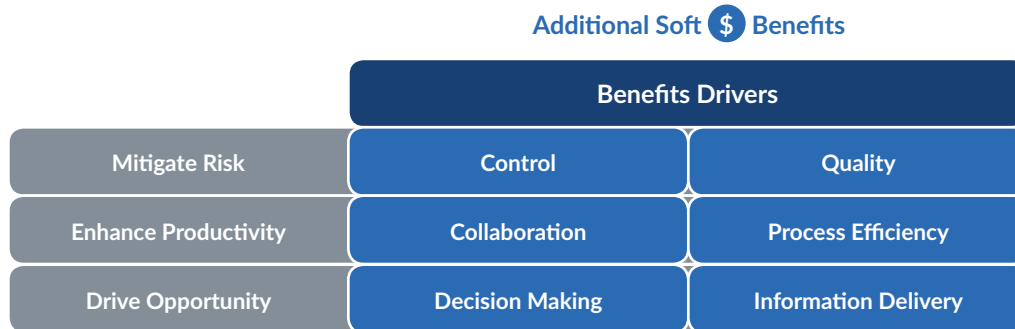 Additional Soft $ Benefits
Benefits Drivers
Mitigate Risk Control Quality
Enhance Productivity Collaboration Process Efficiency
Drive Opportunity Decision Making Information Delivery